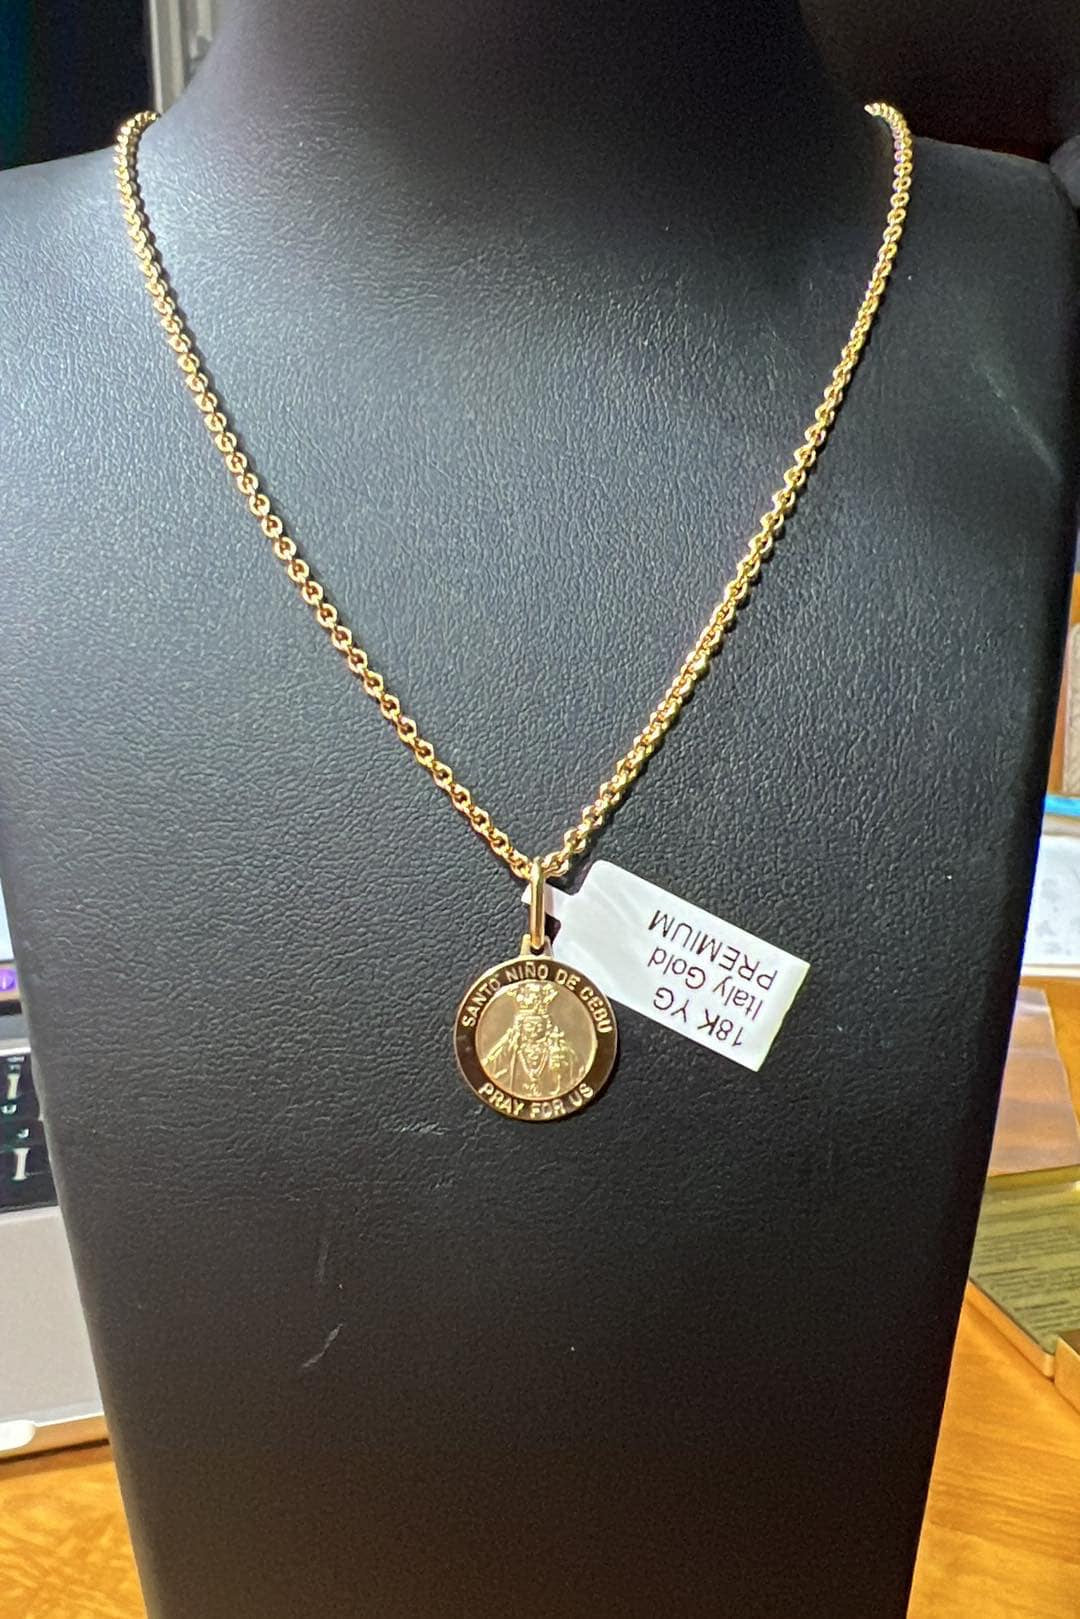 SANTO NIÑO DE CEBU
PRAY FOR US
18K YG
Italy Gold
PREMIUM